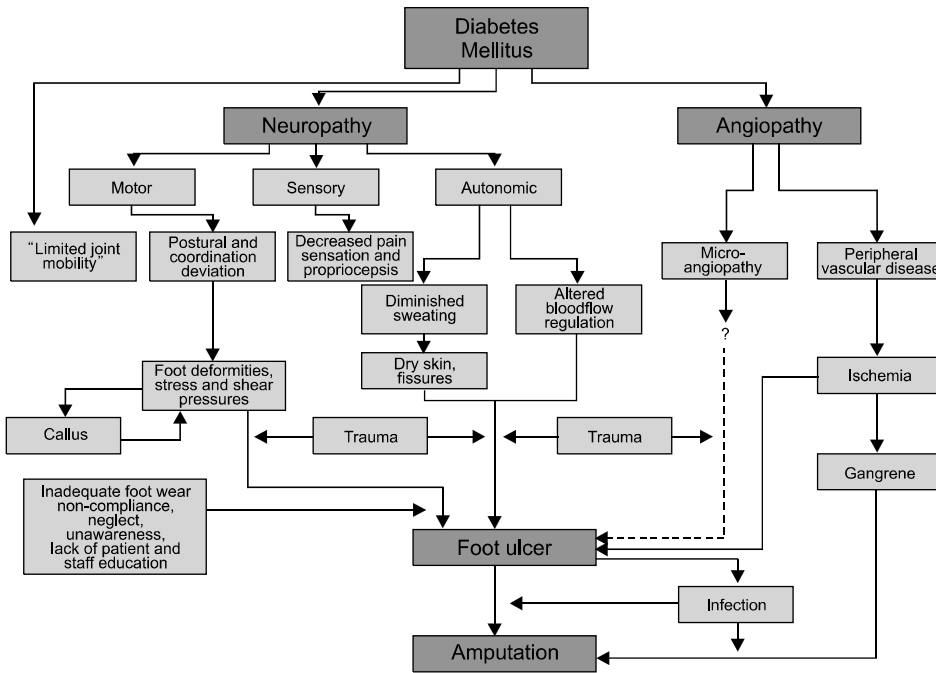 Diabetes
Mellitus
Neuropathy
Angiopathy
Motor
Sensory
Autonomic
“Limited joint
mobility”
Postural and
coordination
deviation
Decreased pain
sensation and
propriocepsis
Micro-
angiopathy
Peripheral
vascular disease
Diminished
sweating
Altered
bloodflow
regulation
?
Dry skin,
fissures
Foot deformities,
stress and shear
pressures
Ischemia
Callus
Trauma
Trauma
Gangrene
Inadequate foot wear
non-compliance,
neglect,
unawareness,
lack of patient and
staff education
Foot ulcer
Infection
Amputation